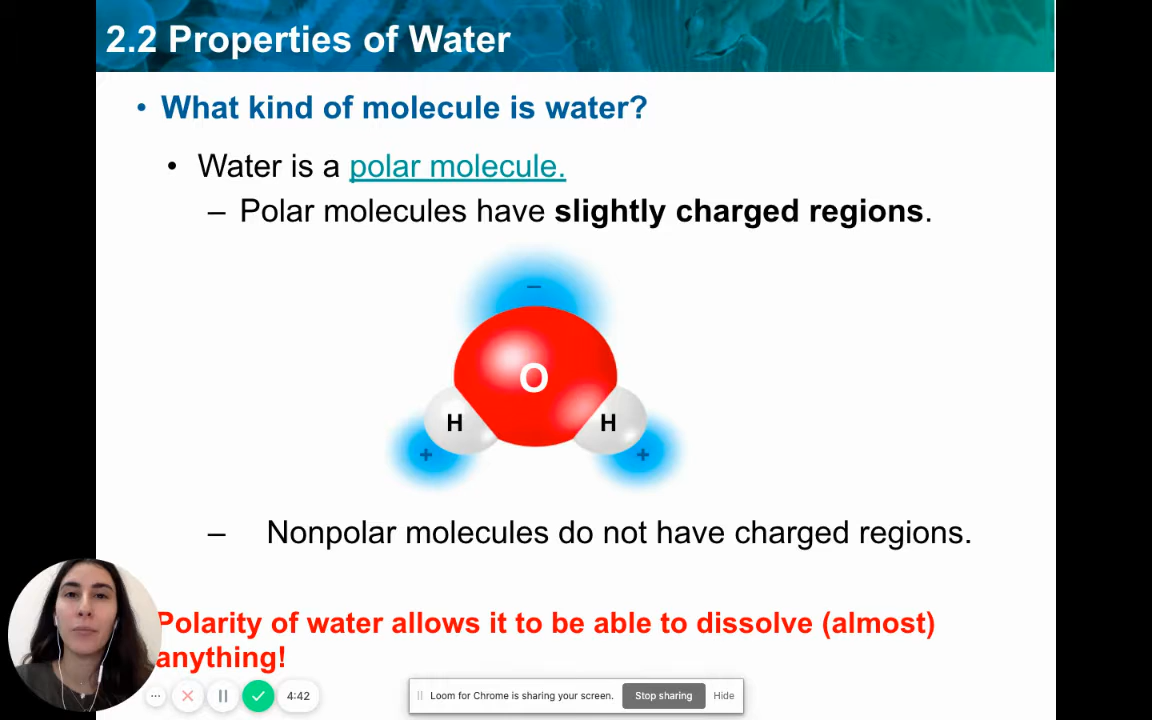 2.2 Properties of Water
• What kind of molecule is water?
• Water is a polar molecule.
– Polar molecules have slightly charged regions.
–
O
H H
+ +
– Nonpolar molecules do not have charged regions.
Polarity of water allows it to be able to dissolve (almost)
anything!
4:42
Loom for Chrome is sharing your screen. Stop sharing Hide